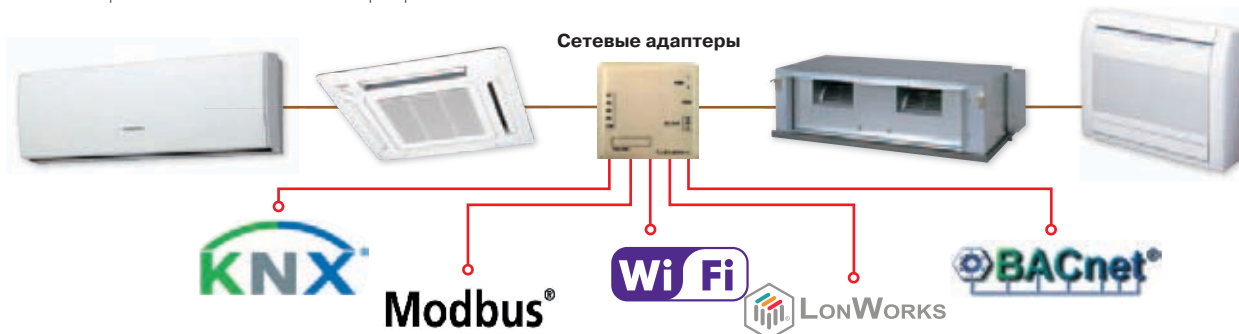 Сетевые адаптеры
KNX®
Modbus®
Wi Fi
LONWORKS
BACnet®